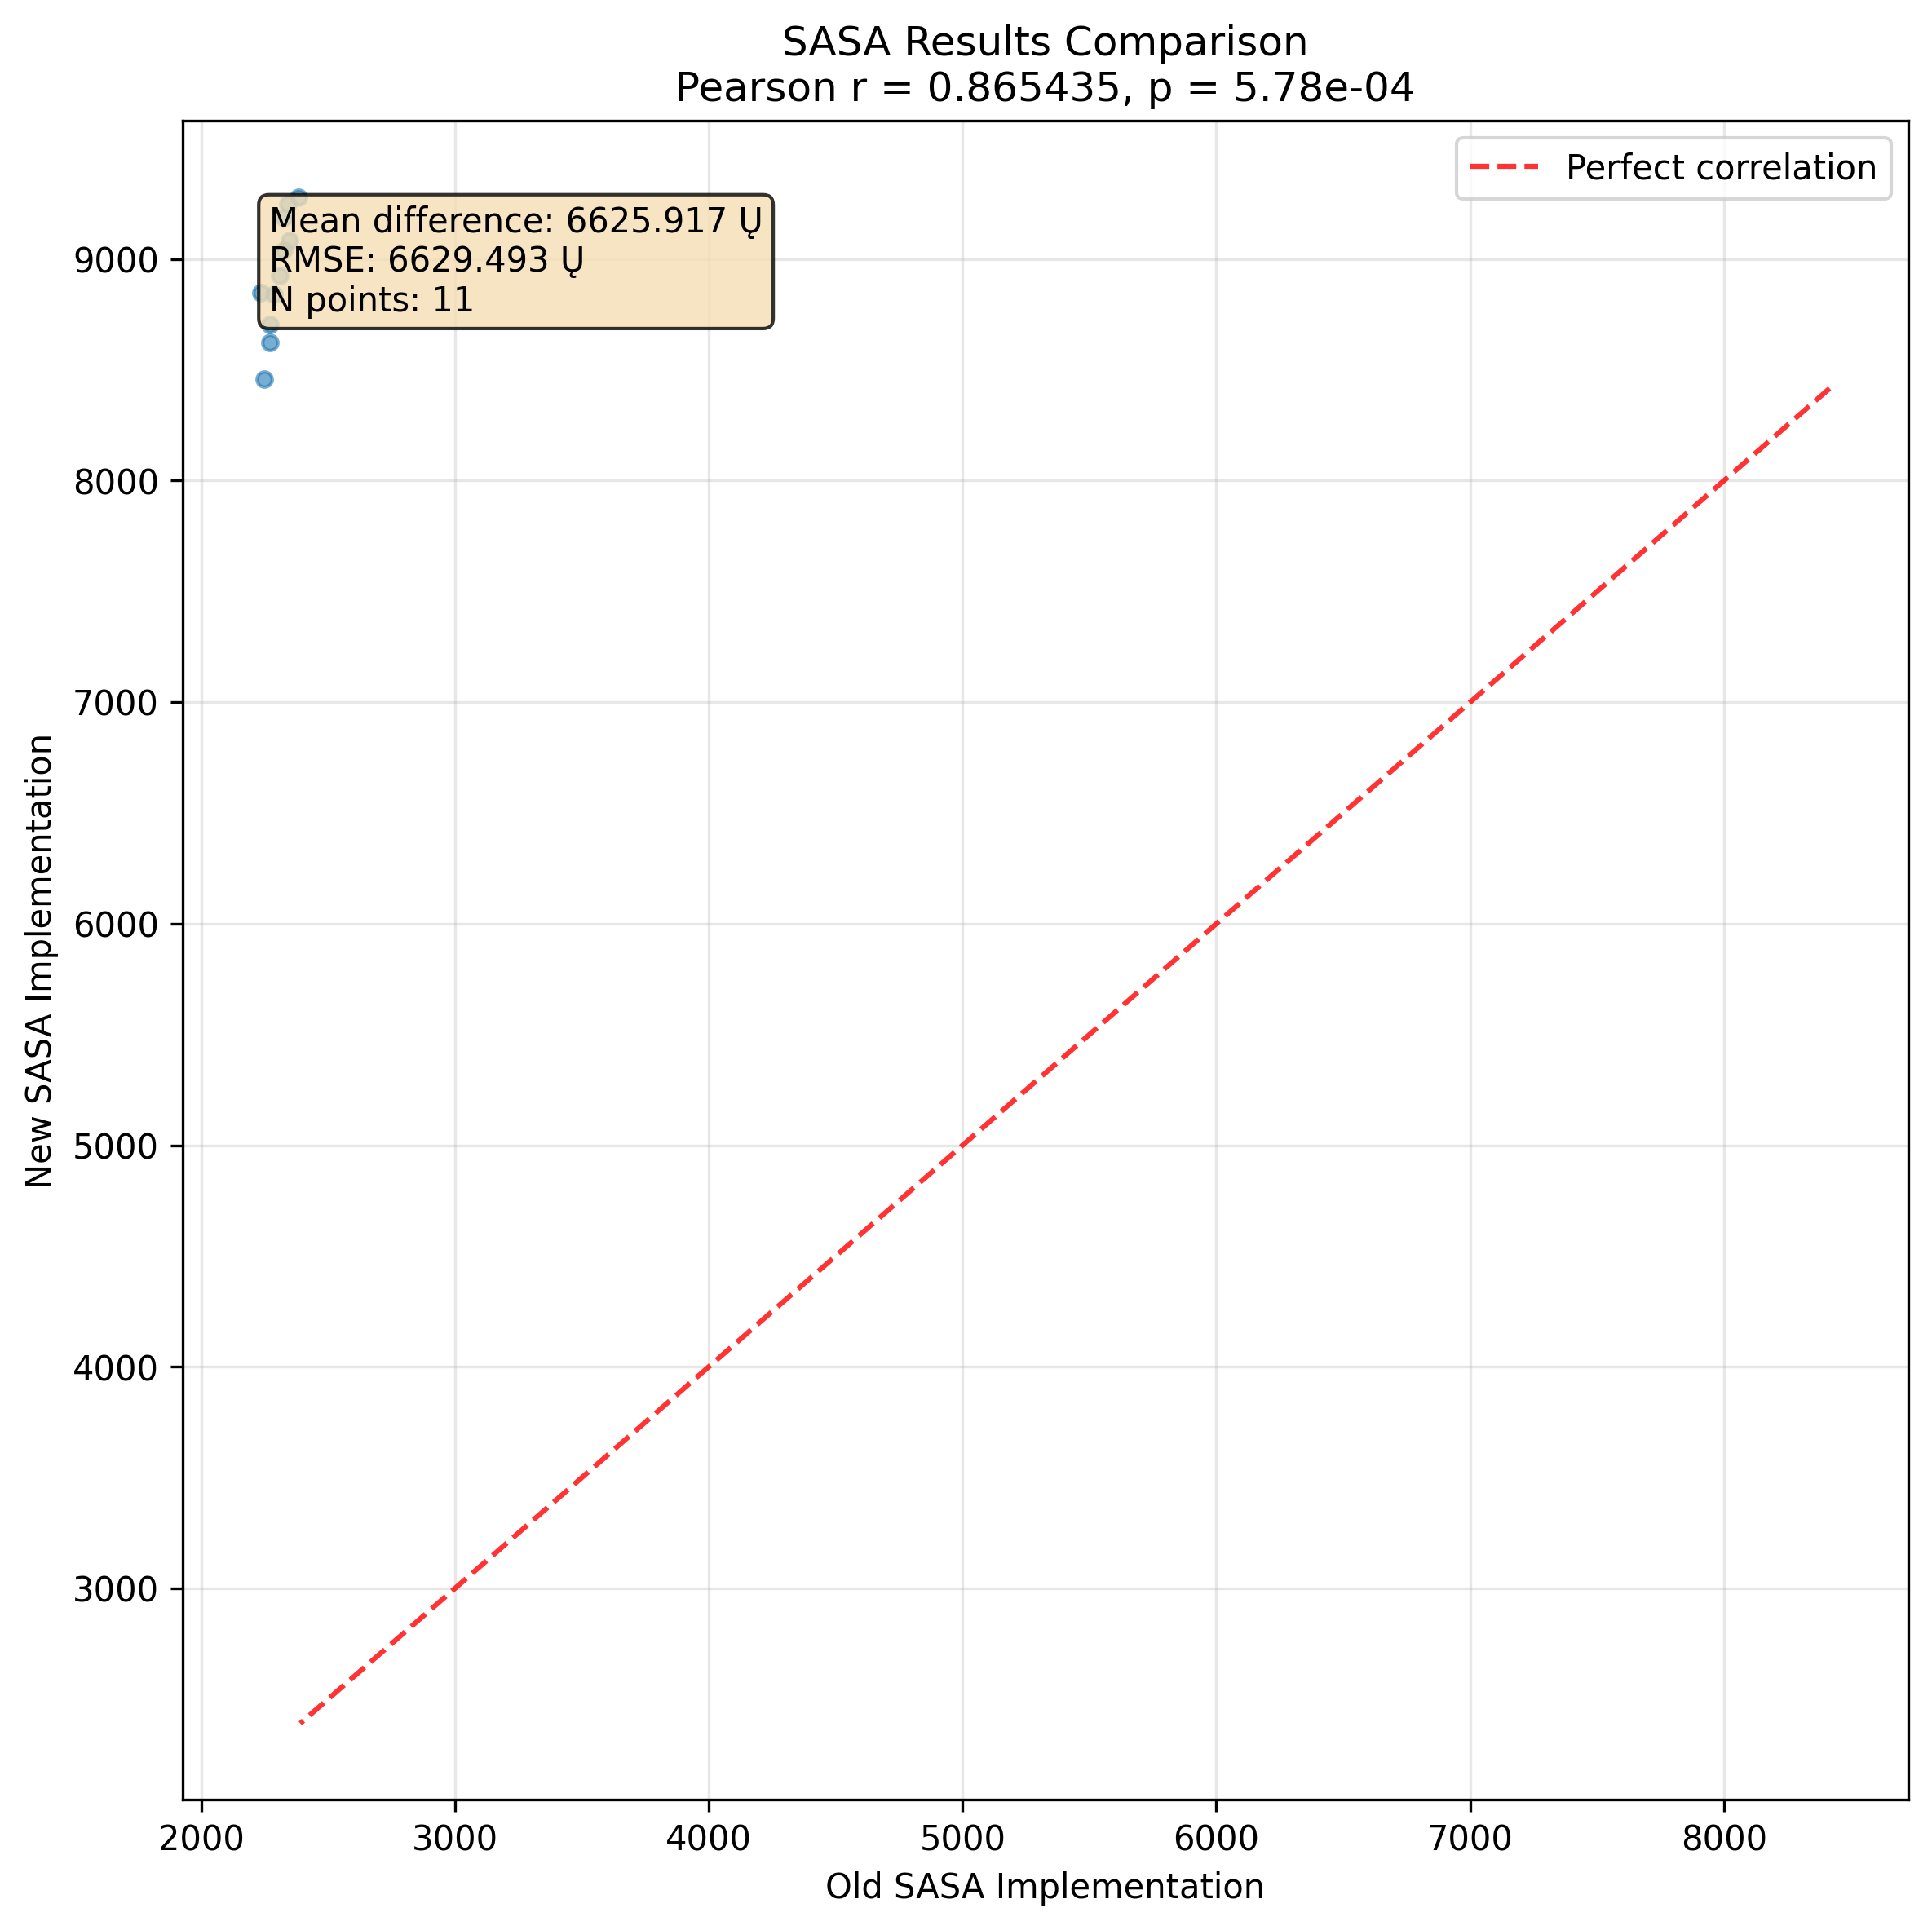 SASA Results Comparison
Pearson r = 0.865435, p = 5.78e-04
Perfect correlation
Mean difference: 6625.917 Ų
RMSE: 6629.493 Ų
N points: 11
9000
8000
7000
6000
5000
4000
3000
New SASA Implementation
2000 3000 4000 5000 6000 7000 8000
Old SASA Implementation